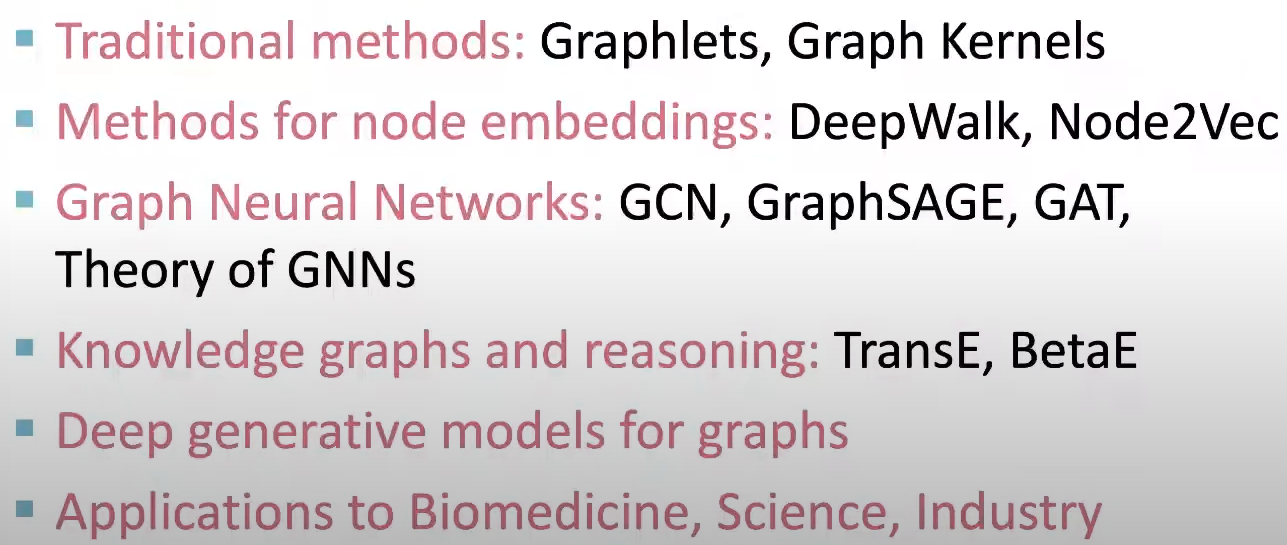 ▪ Traditional methods: Graphlets, Graph Kernels
▪ Methods for node embeddings: DeepWalk, Node2Vec
▪ Graph Neural Networks: GCN, GraphSAGE, GAT,
Theory of GNNs
▪ Knowledge graphs and reasoning: TransE, BetaE
▪ Deep generative models for graphs
▪ Applications to Biomedicine, Science, Industry